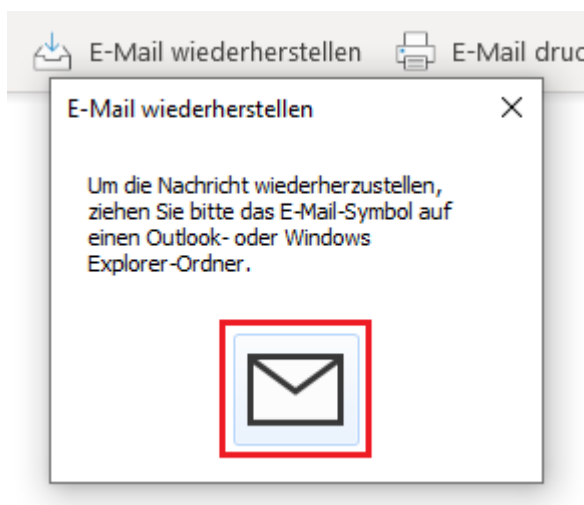 E-Mail wiederherstellen E-Mail
E-Mail wiederherstellen
Um die Nachricht wiederherzustellen,
ziehen Sie bitte das E-Mail-Symbol auf
einen Outlook- oder Windows
Explorer-Ordner.